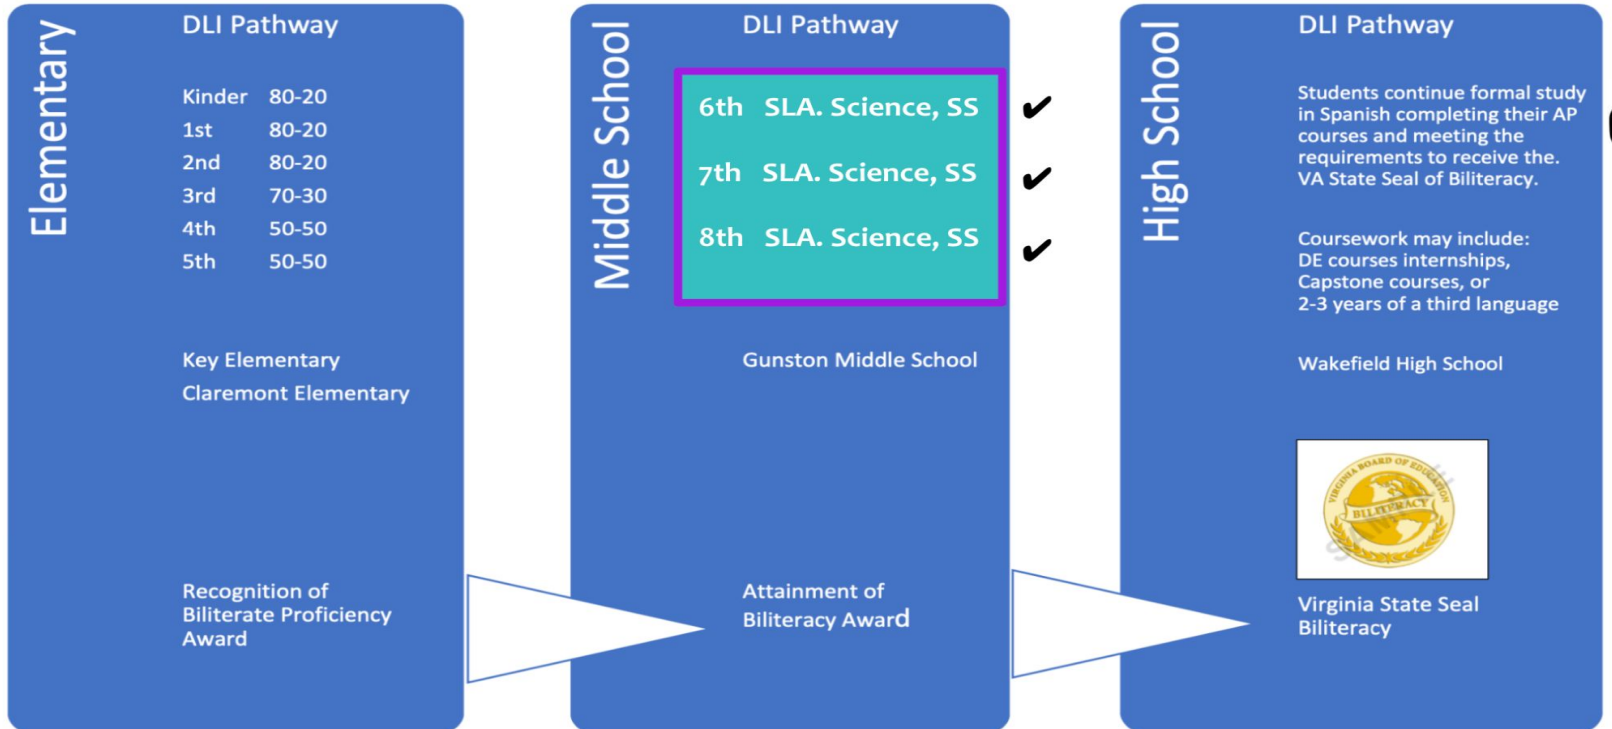 Elementary
DLI Pathway
Kinder 80-20
1st 80-20
2nd 80-20
3rd 70-30
4th 50-50
5th 50-50
Key Elementary
Claremont Elementary
Recognition of
Biliterate Proficiency
Award
Middle School
DLI Pathway
6th SLA. Science, SS ✔
7th SLA. Science, SS ✔
8th SLA. Science, SS ✔
Gunston Middle School
Attainment of
Biliteracy Award
High School
DLI Pathway
Students continue formal study
in Spanish completing their AP
courses and meeting the
requirements to receive the.
VA State Seal of Biliteracy.
Coursework may include:
DE courses internships,
Capstone courses, or
2-3 years of a third language
Wakefield High School
VIRGINIA BOARD OF EDUCATION
BILITERACY
Virginia State Seal
Biliteracy